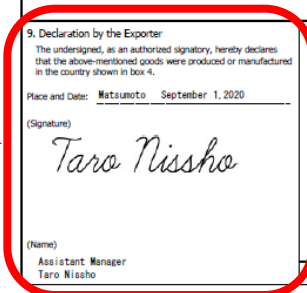 9. Declaration by the Exporter
The undersigned, as an authorized signatory, hereby declares
that the above-mentioned goods were produced or manufactured
in the country shown in box 4.
Place and Date: Matsumoto September 1, 2020
(Signature)
Taro Nissho
(Name)
Assistant Manager
Taro Nissho